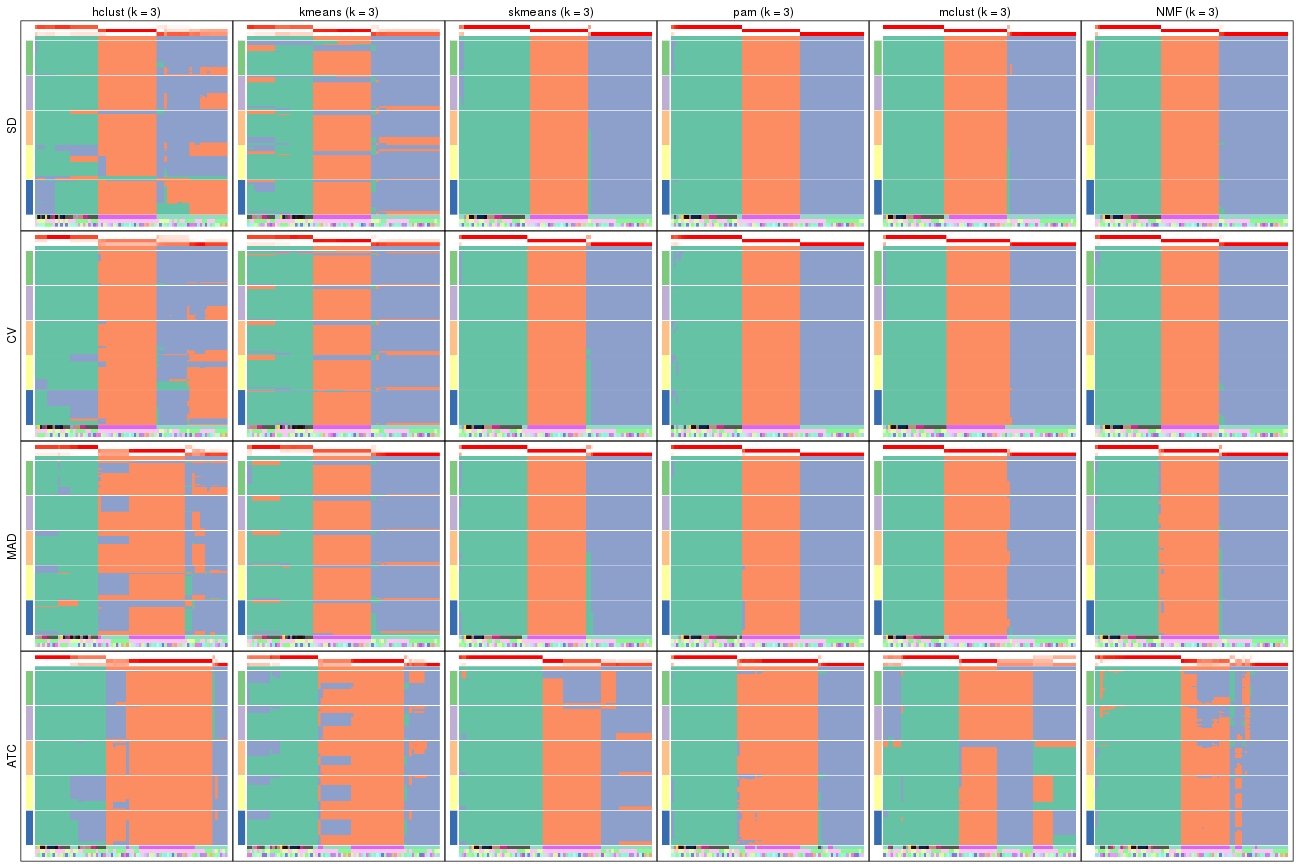 hclust (k = 3) kmeans (k = 3) skmeans (k = 3) pam (k = 3) mclust (k = 3) NMF (k = 3)
SD
CV
MAD
ATC